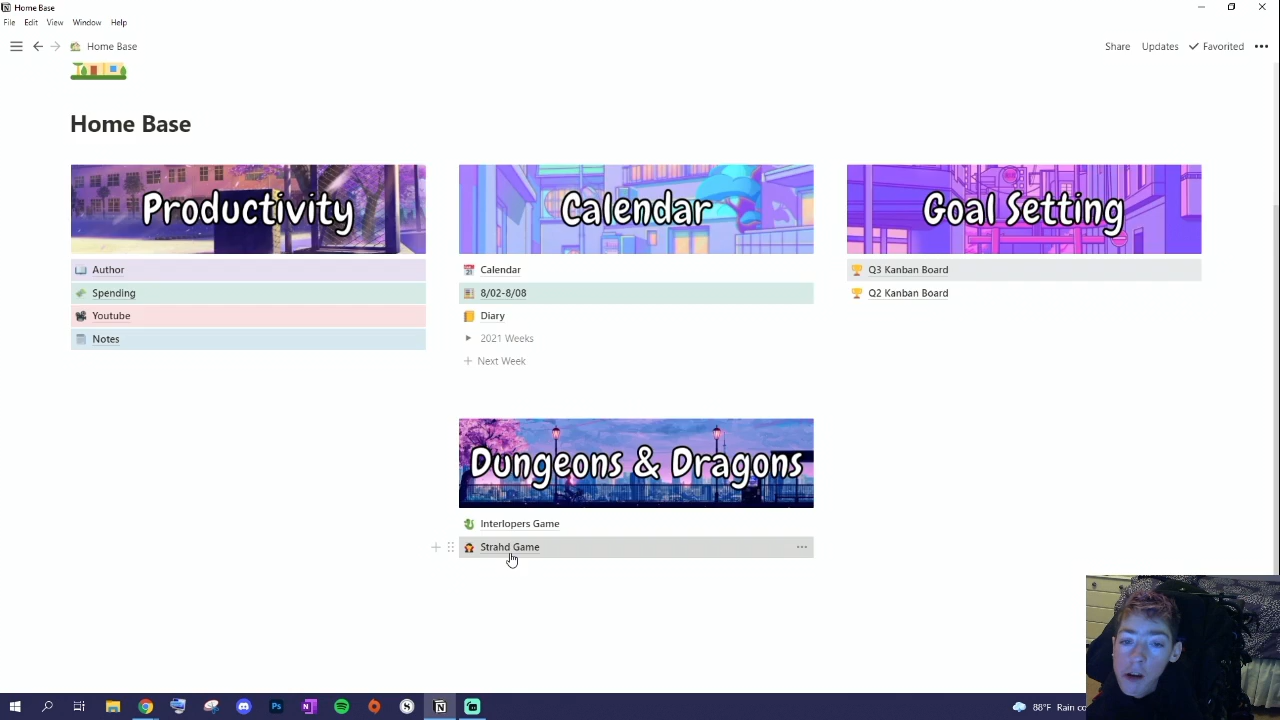 Home Base
File Edit View Window Help
Home Base
Share Updates Favorited
Home Base
Productivity
Author
Spending
Youtube
Notes
Calendar
Calendar
8/02-8/08
Diary
2021 Weeks
Next Week
Goal Setting
Q3 Kanban Board
Q2 Kanban Board
Dungeons & Dragons
Interlopers Game
Strahd Game
88°F Rain co